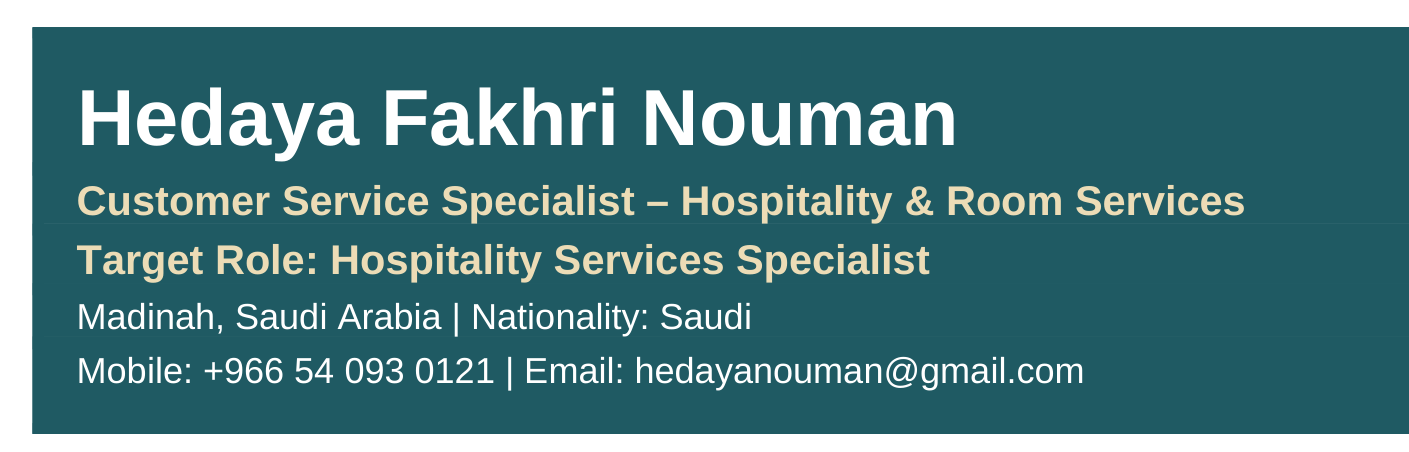 Hedaya Fakhri Nouman
Customer Service Specialist – Hospitality & Room Services
Target Role: Hospitality Services Specialist
Madinah, Saudi Arabia | Nationality: Saudi
Mobile: +966 54 093 0121 | Email: hedayanouman@gmail.com